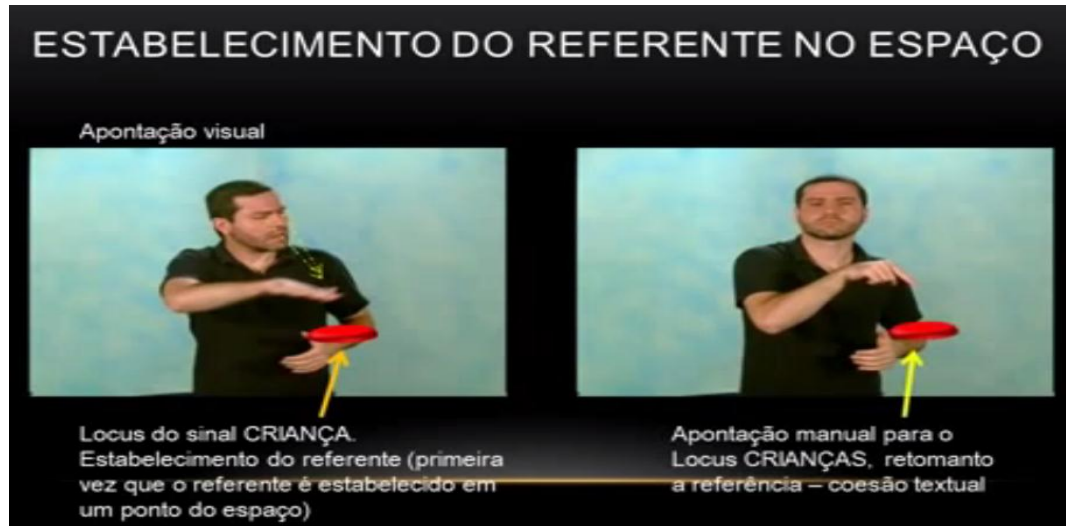 ESTABELECIMENTO DO REFERENTE NO ESPAÇO
Apontação visual
Locus do sinal CRIANÇA.
Estabelecimento do referente (primeira
vez que o referente é estabelecido em
um ponto do espaço)
Apontação manual para o
Locus CRIANÇAS, retomanto
a referência – coesão textual